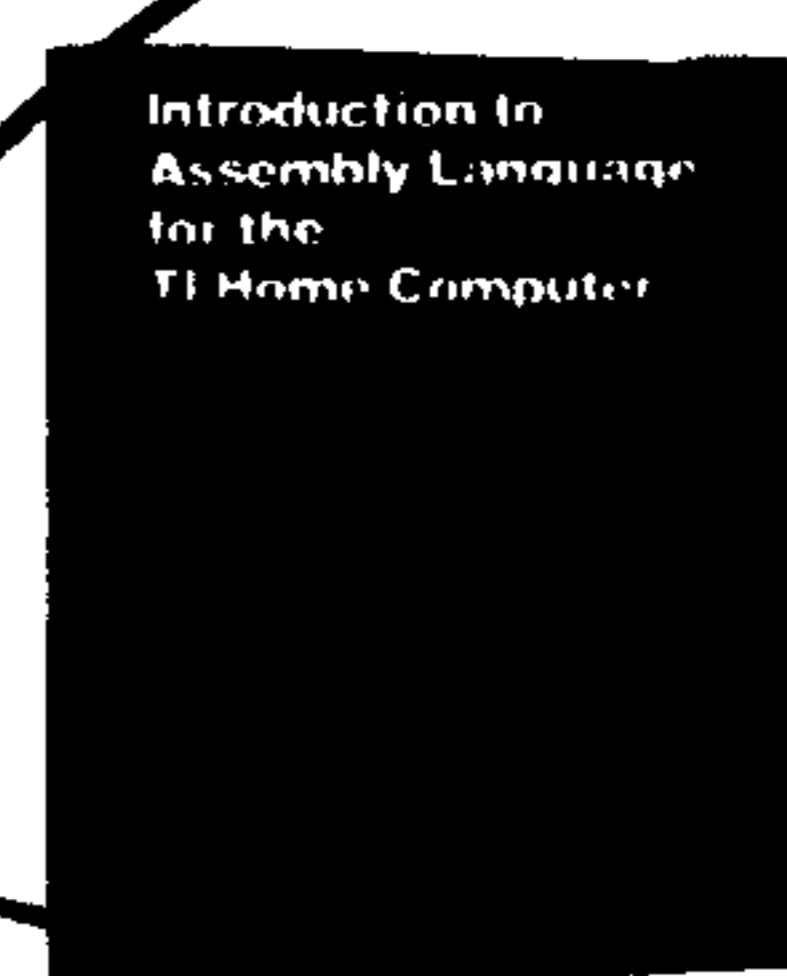 Introduction to
Assembly Language
for the
TI Home Computer